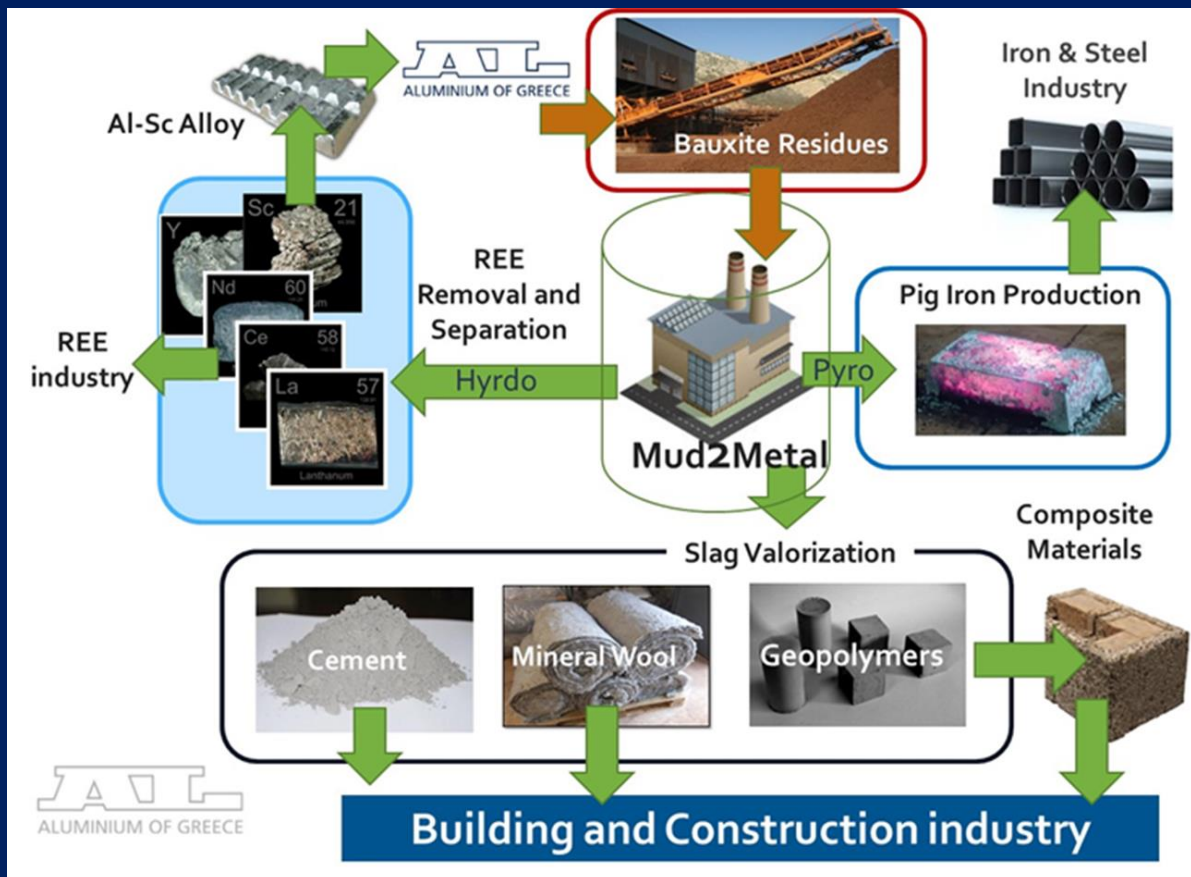 Al-Sc Alloy
ALUMINIUM OF GREECE
Bauxite Residues
Iron & Steel
Industry
Y
Sc 21
Nd 60
Ce 58
La 57
Lanthanum
REE
industry
REE
Removal and
Separation
Hyrdo
Mud2Metal
Pyro
Pig Iron Production
Slag Valorization
Composite
Materials
Cement
Mineral Wool
Geopolymers
ALUMINIUM OF GREECE
Building and Construction industry